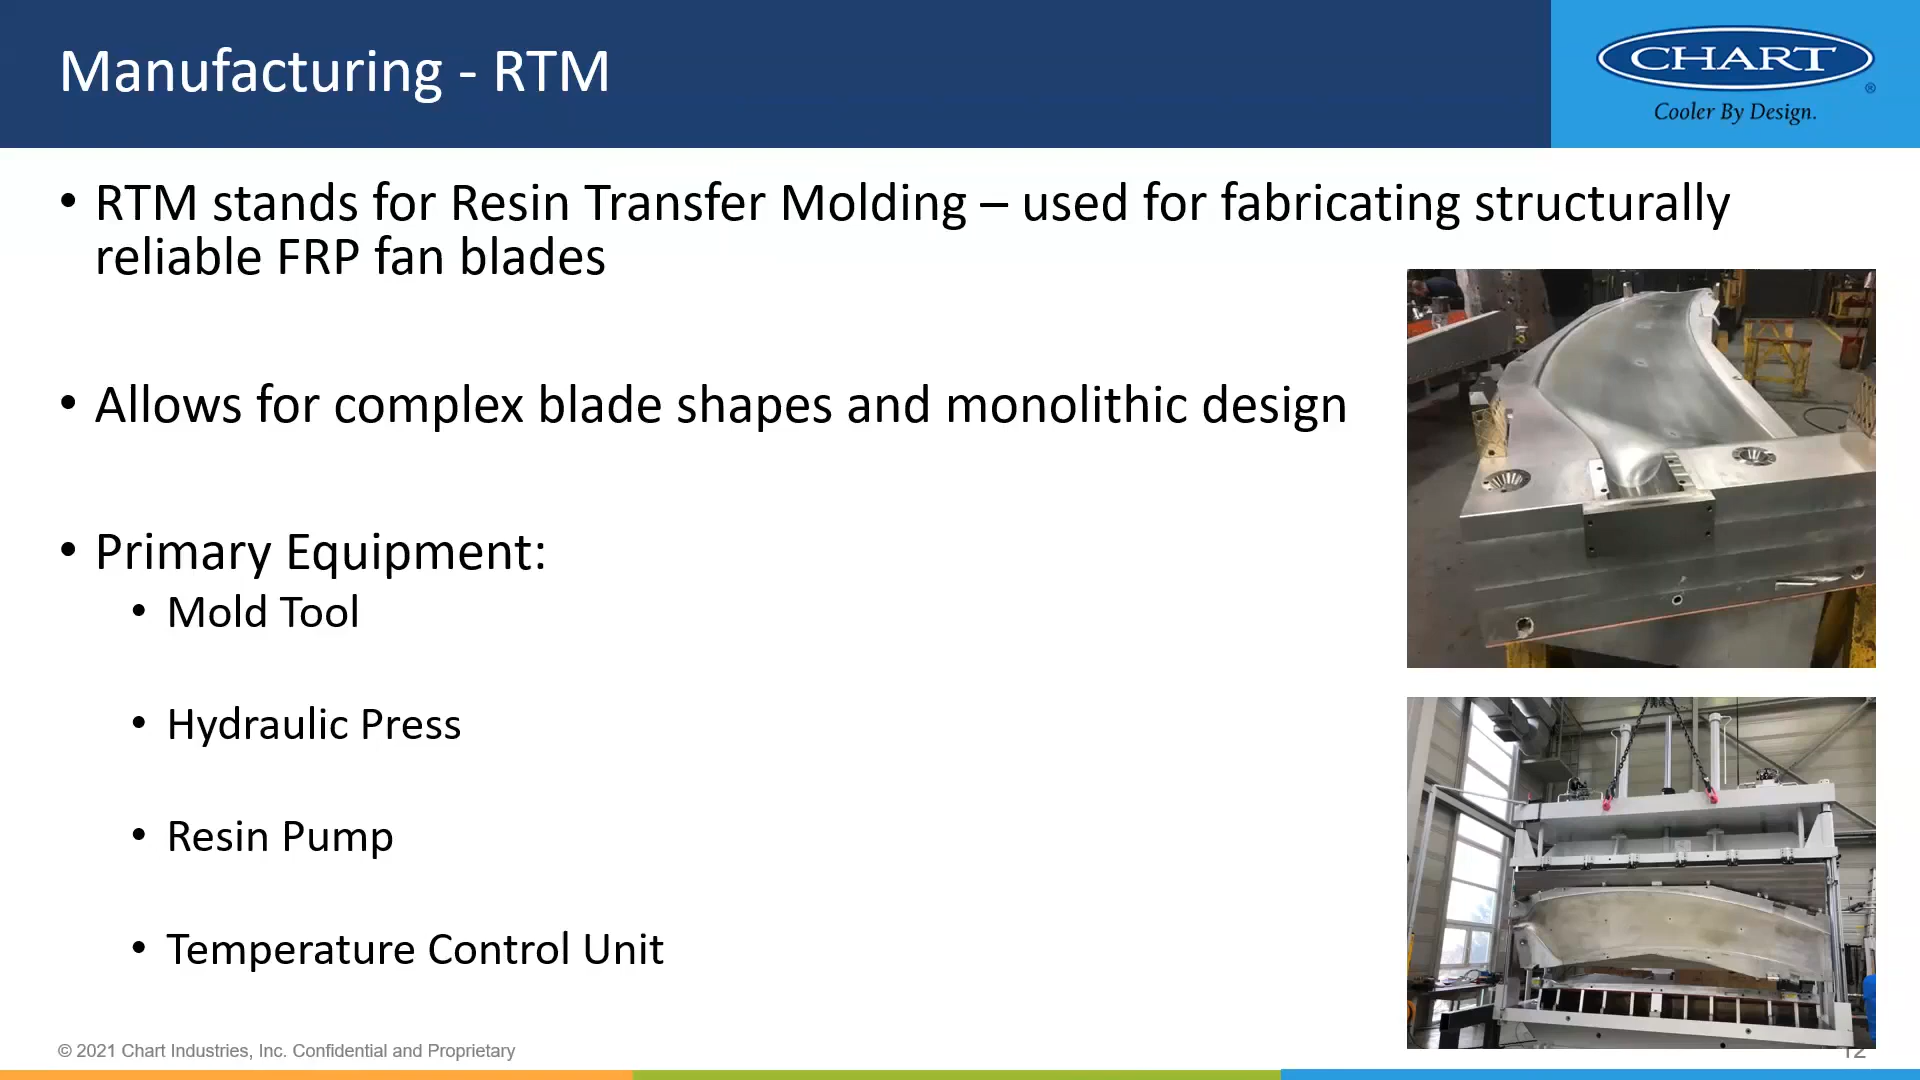 Manufacturing - RTM
CHART
®
Cooler By Design.
• RTM stands for Resin Transfer Molding – used for fabricating structurally
reliable FRP fan blades
• Allows for complex blade shapes and monolithic design
• Primary Equipment:
• Mold Tool
• Hydraulic Press
• Resin Pump
• Temperature Control Unit
© 2021 Chart Industries, Inc. Confidential and Proprietary
12